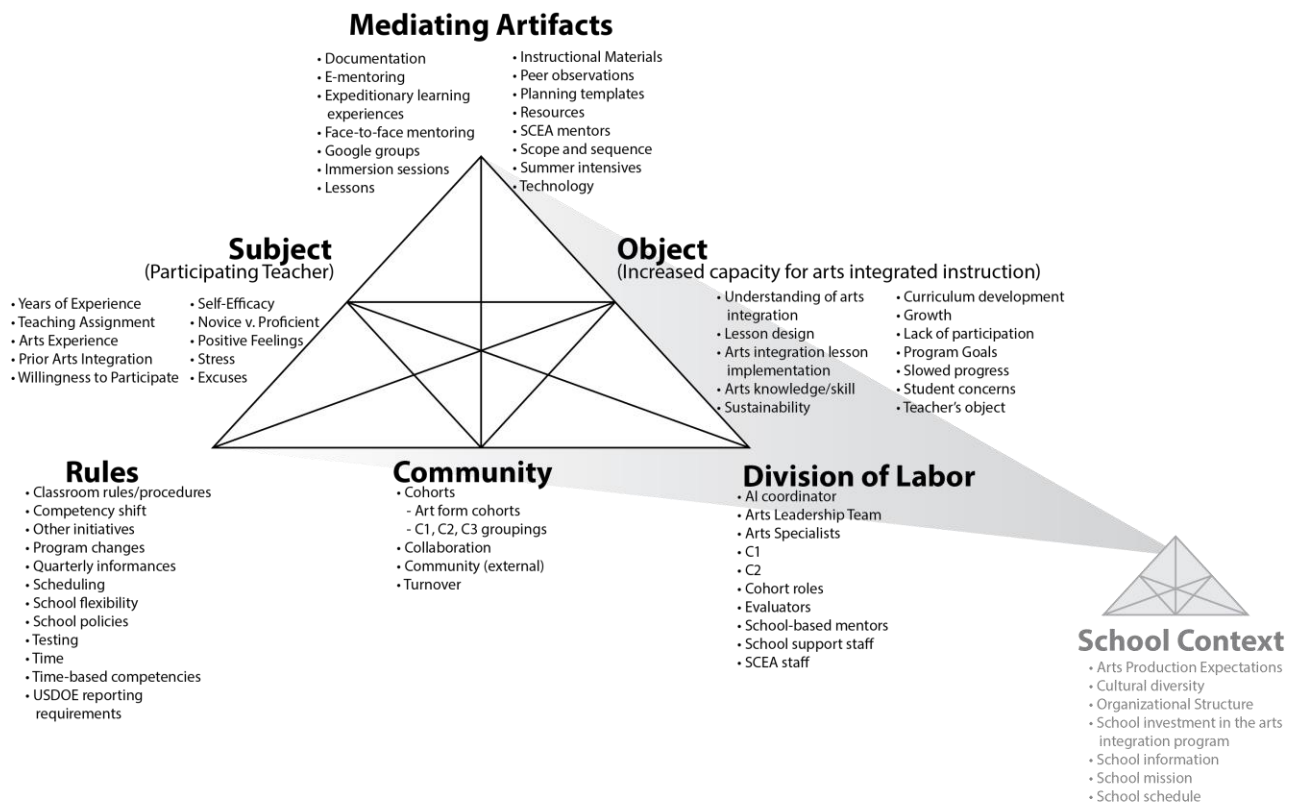 Mediating Artifacts
• Documentation
• E-mentoring
• Expeditionary learning
experiences
• Face-to-face mentoring
• Google groups
• Immersion sessions
• Lessons
• Instructional Materials
• Peer observations
• Planning templates
• Resources
• SCEA mentors
• Scope and sequence
• Summer intensives
• Technology
Subject
(Participating Teacher)
• Years of Experience
• Teaching Assignment
• Arts Experience
• Prior Arts Integration
• Willingness to Participate
• Self-Efficacy
• Novice v. Proficient
• Positive Feelings
• Stress
• Excuses
Object
(Increased capacity for arts integrated instruction)
• Understanding of arts
integration
• Lesson design
• Arts integration lesson
implementation
• Arts knowledge/skill
• Sustainability
• Curriculum development
• Growth
• Lack of participation
• Program Goals
• Slowed progress
• Student concerns
• Teacher's object
Rules
• Classroom rules/procedures
• Competency shift
• Other initiatives
• Program changes
• Quarterly informances
• Scheduling
• School flexibility
• School policies
• Testing
• Time
• Time-based competencies
• USDOE reporting
requirements
Community
• Cohorts
- Art form cohorts
- C1, C2, C3 groupings
• Collaboration
• Community (external)
• Turnover
Division of Labor
• AI coordinator
• Arts Leadership Team
• Arts Specialists
• C1
• C2
• Cohort roles
• Evaluators
• School-based mentors
• School support staff
• SCEA staff
School Context
• Arts Production Expectations
• Cultural diversity
• Organizational Structure
• School investment in the arts
integration program
• School information
• School mission
• School schedule